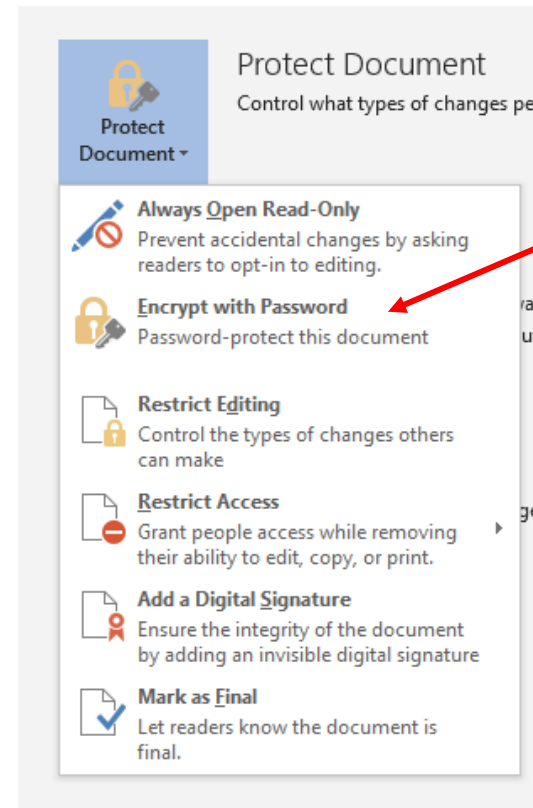 Protect Document
Control what types of changes pe
Protect
Document
Always Open Read-Only
Prevent accidental changes by asking
readers to opt-in to editing.
Encrypt with Password
Password-protect this document
Restrict Editing
Control the types of changes others
can make
Restrict Access
Grant people access while removing
their ability to edit, copy, or print.
Add a Digital Signature
Ensure the integrity of the document
by adding an invisible digital signature
Mark as Final
Let readers know the document is
final.